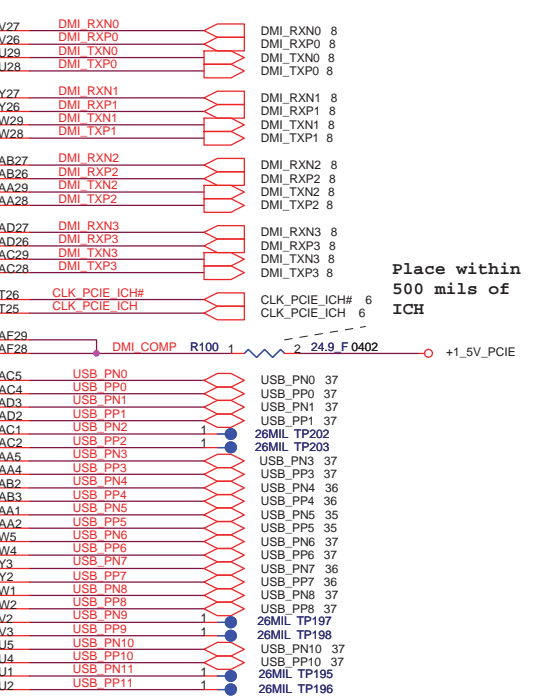 V27 DMI_RXN0 DMI_RXN0 8
V26 DMI_RXP0 DMI_RXP0 8
U29 DMI_TXN0 DMI_TXN0 8
U28 DMI_TXP0 DMI_TXP0 8
Y27 DMI_RXN1 DMI_RXN1 8
Y26 DMI_RXP1 DMI_RXP1 8
W29 DMI_TXN1 DMI_TXN1 8
W28 DMI_TXP1 DMI_TXP1 8
AB27 DMI_RXN2 DMI_RXN2 8
AB26 DMI_RXP2 DMI_RXP2 8
AA29 DMI_TXN2 DMI_TXN2 8
AA28 DMI_TXP2 DMI_TXP2 8
AD27 DMI_RXN3 DMI_RXN3 8
AD26 DMI_RXP3 DMI_RXP3 8
AC29 DMI_TXN3 DMI_TXN3 8
AC28 DMI_TXP3 DMI_TXP3 8
Place within
500 mils of
ICH
T26 CLK_PCIE_ICH# CLK_PCIE_ICH# 6
T25 CLK_PCIE_ICH CLK_PCIE_ICH 6
AF29
AF28 DMI_COMP R100 1 2 24.9_F 0402 +1_5V_PCIE
AC5 USB_PN0 USB_PN0 37
AC4 USB_PP0 USB_PP0 37
AD3 USB_PN1 USB_PN1 37
AD2 USB_PP1 USB_PP1 37
AC1 USB_PN2 1 26MIL TP202
AC2 USB_PP2 1 26MIL TP203
AA5 USB_PN3 USB_PN3 37
AA4 USB_PP3 USB_PP3 37
AB2 USB_PN4 USB_PN4 36
AB3 USB_PP4 USB_PP4 36
AA1 USB_PN5 USB_PN5 35
AA2 USB_PP5 USB_PP5 35
W5 USB_PN6 USB_PN6 37
W4 USB_PP6 USB_PP6 37
Y3 USB_PN7 USB_PN7 36
Y2 USB_PP7 USB_PP7 36
W1 USB_PN8 USB_PN8 37
W2 USB_PP8 USB_PP8 37
V2 USB_PN9 1 26MIL TP197
V3 USB_PP9 1 26MIL TP198
U5 USB_PN10 USB_PN10 37
U4 USB_PP10 USB_PP10 37
U1 USB_PN11 1 26MIL TP195
U2 USB_PP11 1 26MIL TP196